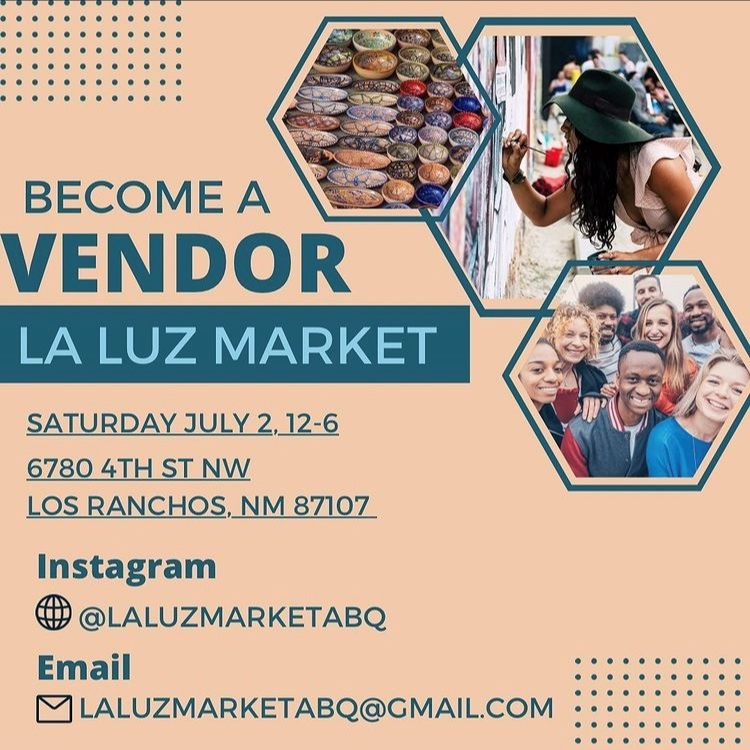 BECOME A
VENDOR
LA LUZ MARKET
SATURDAY JULY 2, 12-6
6780 4TH ST NW
LOS RANCHOS, NM 87107
Instagram
@LALUZMARKETABQ
Email
LALUZMARKETABQ@GMAIL.COM